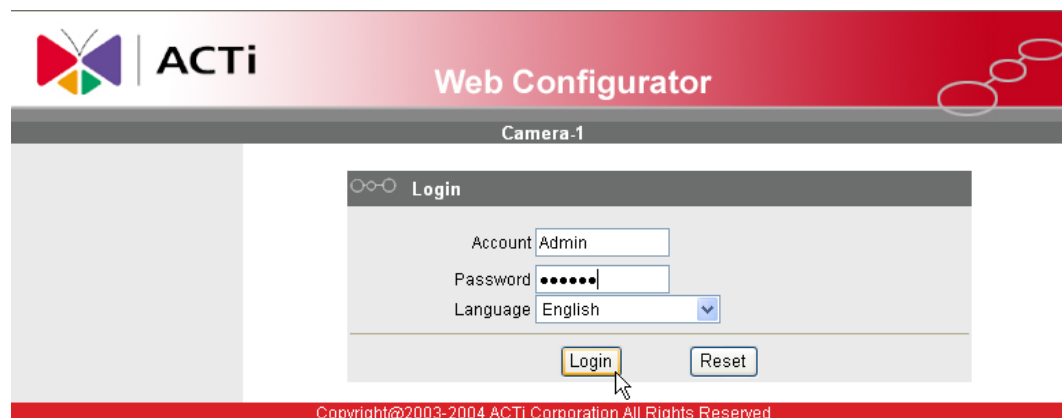 ACTi
Web Configurator
Camera-1
Login
Account Admin
Password ••••••
Language English
Login Reset
Copyright@2003-2004 ACTi Corporation All Rights Reserved